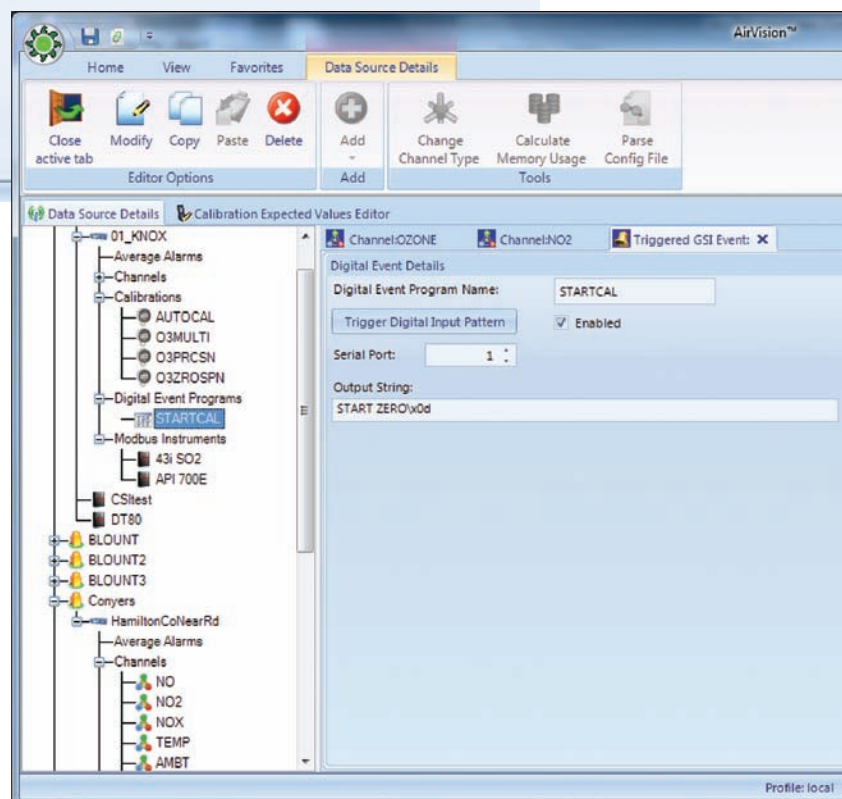 AirVision™
Home View Favorites Data Source Details
Close active tab
Modify Copy Paste Delete
Add
Change Channel Type
Calculate Memory Usage
Parse Config File
Editor Options Add Tools
Data Source Details Calibration Expected Values Editor
01_KNOX
Average Alarms
Channels
Calibrations
AUTOCAL
O3MULTI
O3PRCSN
O3ZROSPN
Digital Event Programs
STARTCAL
Modbus Instruments
43i SO2
API 700E
CSItest
DT80
BLOUNT
BLOUNT2
BLOUNT3
Conyers
HamiltonCoNearRd
Average Alarms
Channels
NO
NO2
NOX
TEMP
AMBT
Channel:OZONE Channel:NO2 Triggered GSI Event:
Digital Event Details
Digital Event Program Name: STARTCAL
Trigger Digital Input Pattern Enabled
Serial Port: 1
Output String:
START ZERO\x0d
Profile: local